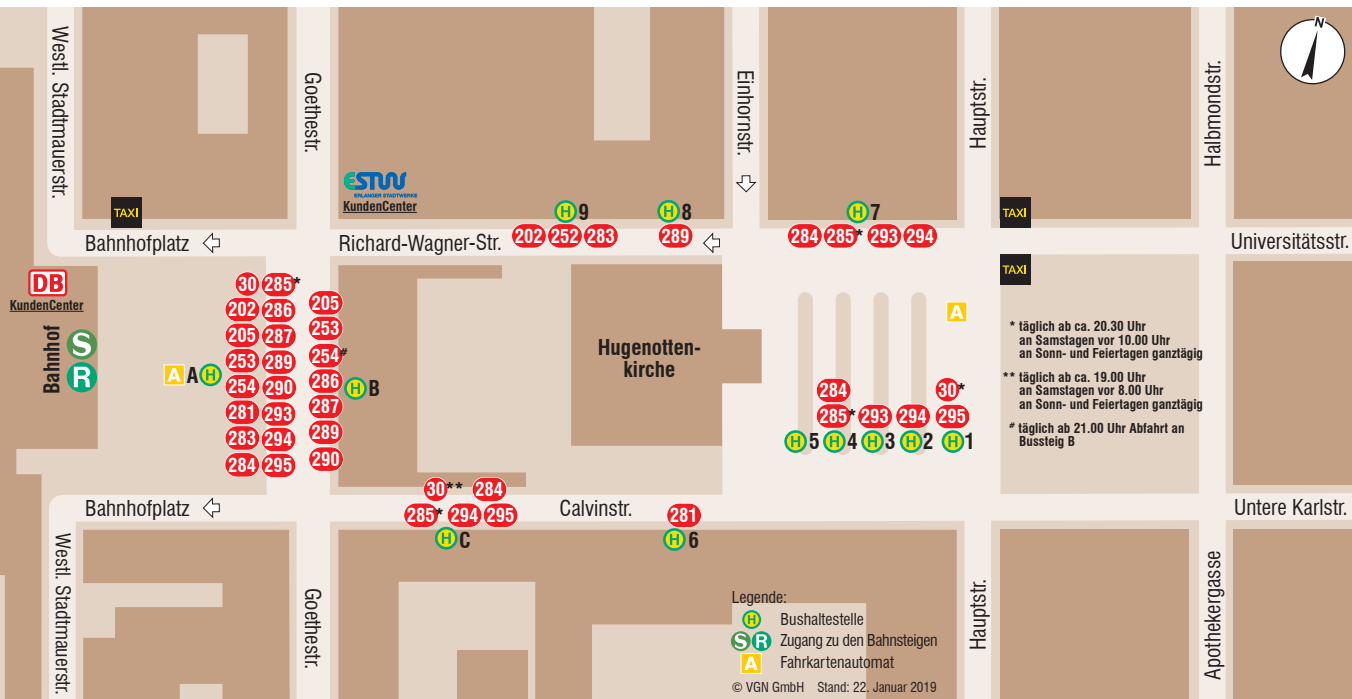 Westl. Stadtmauerstr.
Goethestr.
Einhornstr.
Hauptstr.
Halbmondstr.
N
ESTW
ERLANGER STADTWERKE
KundenCenter
TAXI
TAXI
H 9
H 8
H 7
Bahnhofplatz
Richard-Wagner-Str.
202 252 283
289
284 285* 293 294
Universitätsstr.
TAXI
DB
KundenCenter
Bahnhof
S
R
A A H
30 285*
202 286
205 287
253 289
254 290
281 293
283 294
284 295
205
253
254#
286
287
289
290
H B
Hugenotten-
kirche
A
284
285* 293 294 295
30*
H 5 H 4 H 3 H 2 H 1
* täglich ab ca. 20.30 Uhr
an Samstagen vor 10.00 Uhr
an Sonn- und Feiertagen ganztägig
** täglich ab ca. 19.00 Uhr
an Samstagen vor 8.00 Uhr
an Sonn- und Feiertagen ganztägig
# täglich ab 21.00 Uhr Abfahrt an
Bussteig B
Bahnhofplatz
30** 284
285* 294 295
H C
Calvinstr.
281
H 6
Untere Karlstr.
Westl. Stadtmauerstr.
Goethestr.
Hauptstr.
Apothekergasse
Legende:
H Bushaltestelle
S R Zugang zu den Bahnsteigen
A Fahrkartenautomat
© VGN GmbH Stand: 22. Januar 2019